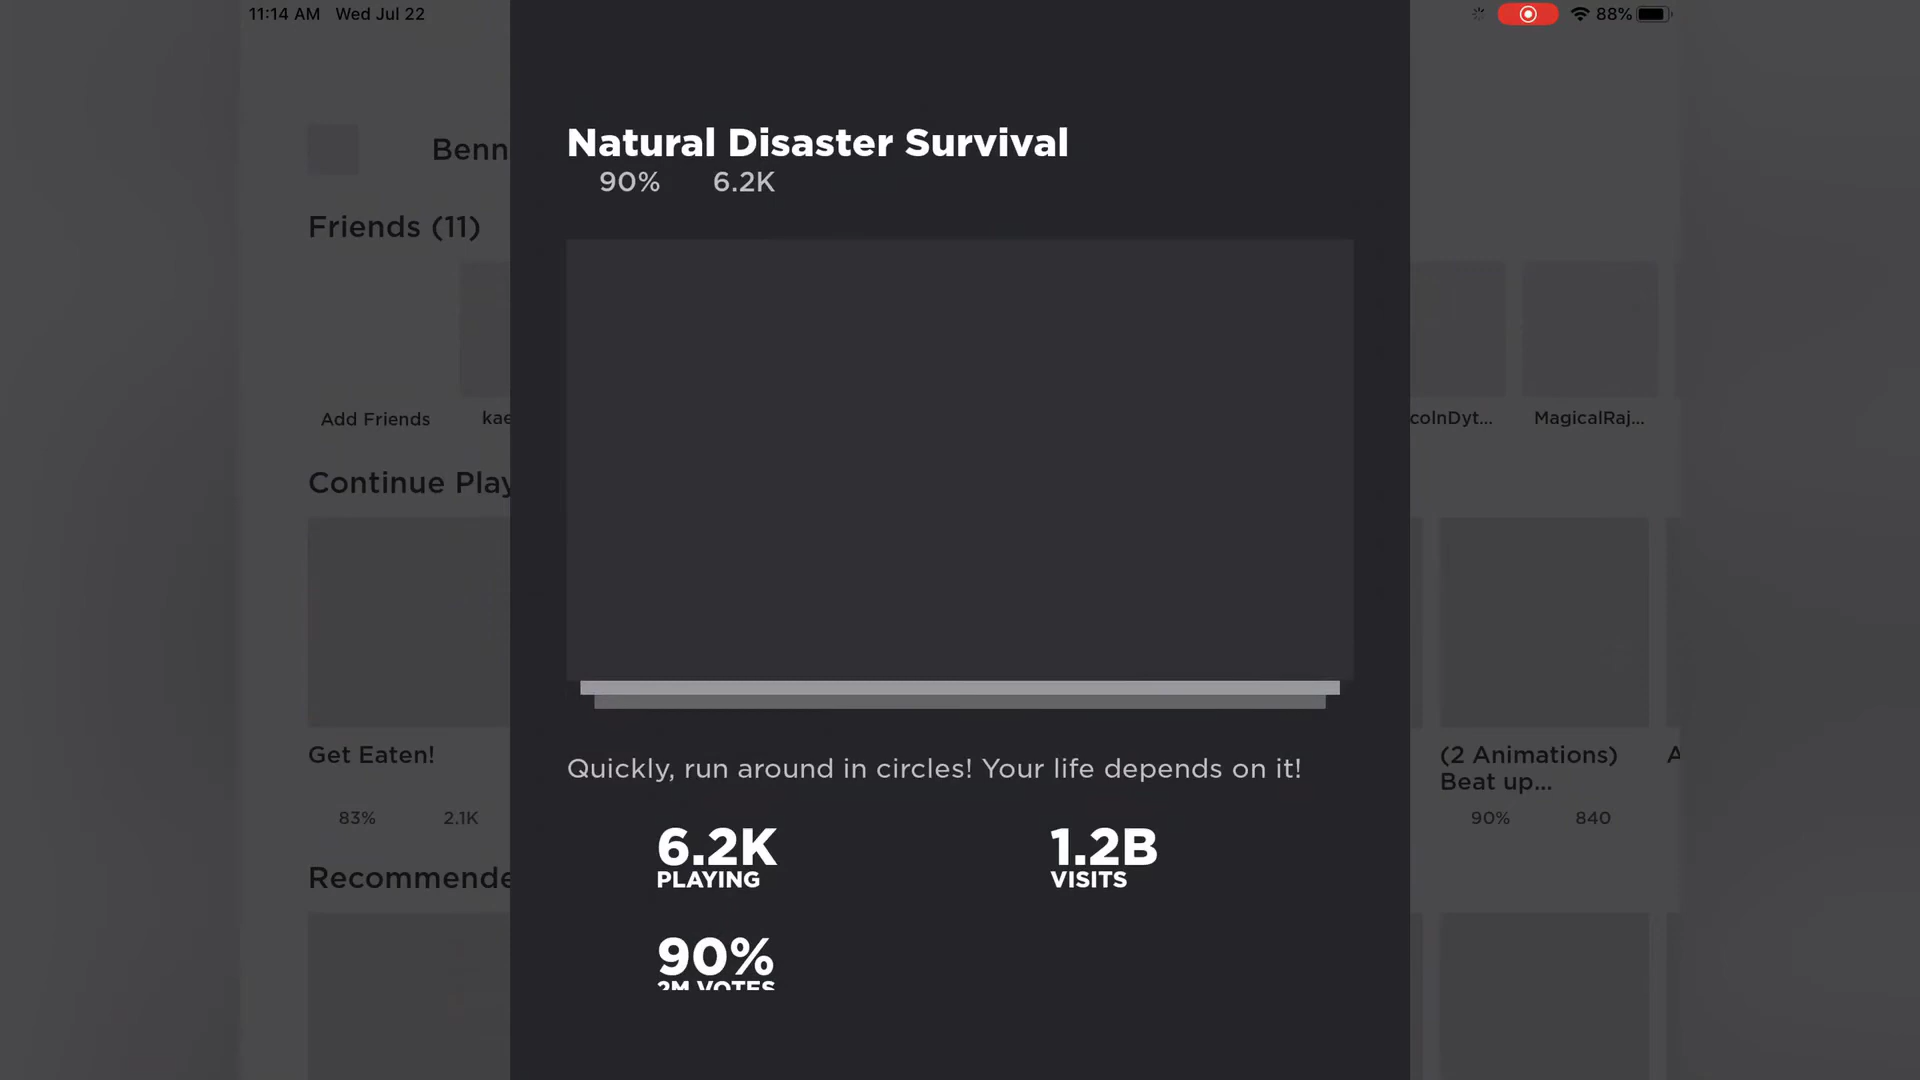 11:14 AM Wed Jul 22
88%
Benn
Friends (11)
Add Friends
kae
colnDyt...
MagicalRaj...
Continue Play
Get Eaten!
83% 2.1K
Recommende
Natural Disaster Survival
90% 6.2K
Quickly, run around in circles! Your life depends on it!
6.2K
PLAYING
1.2B
VISITS
90%
2M VOTES
(2 Animations)
Beat up...
90% 840
A